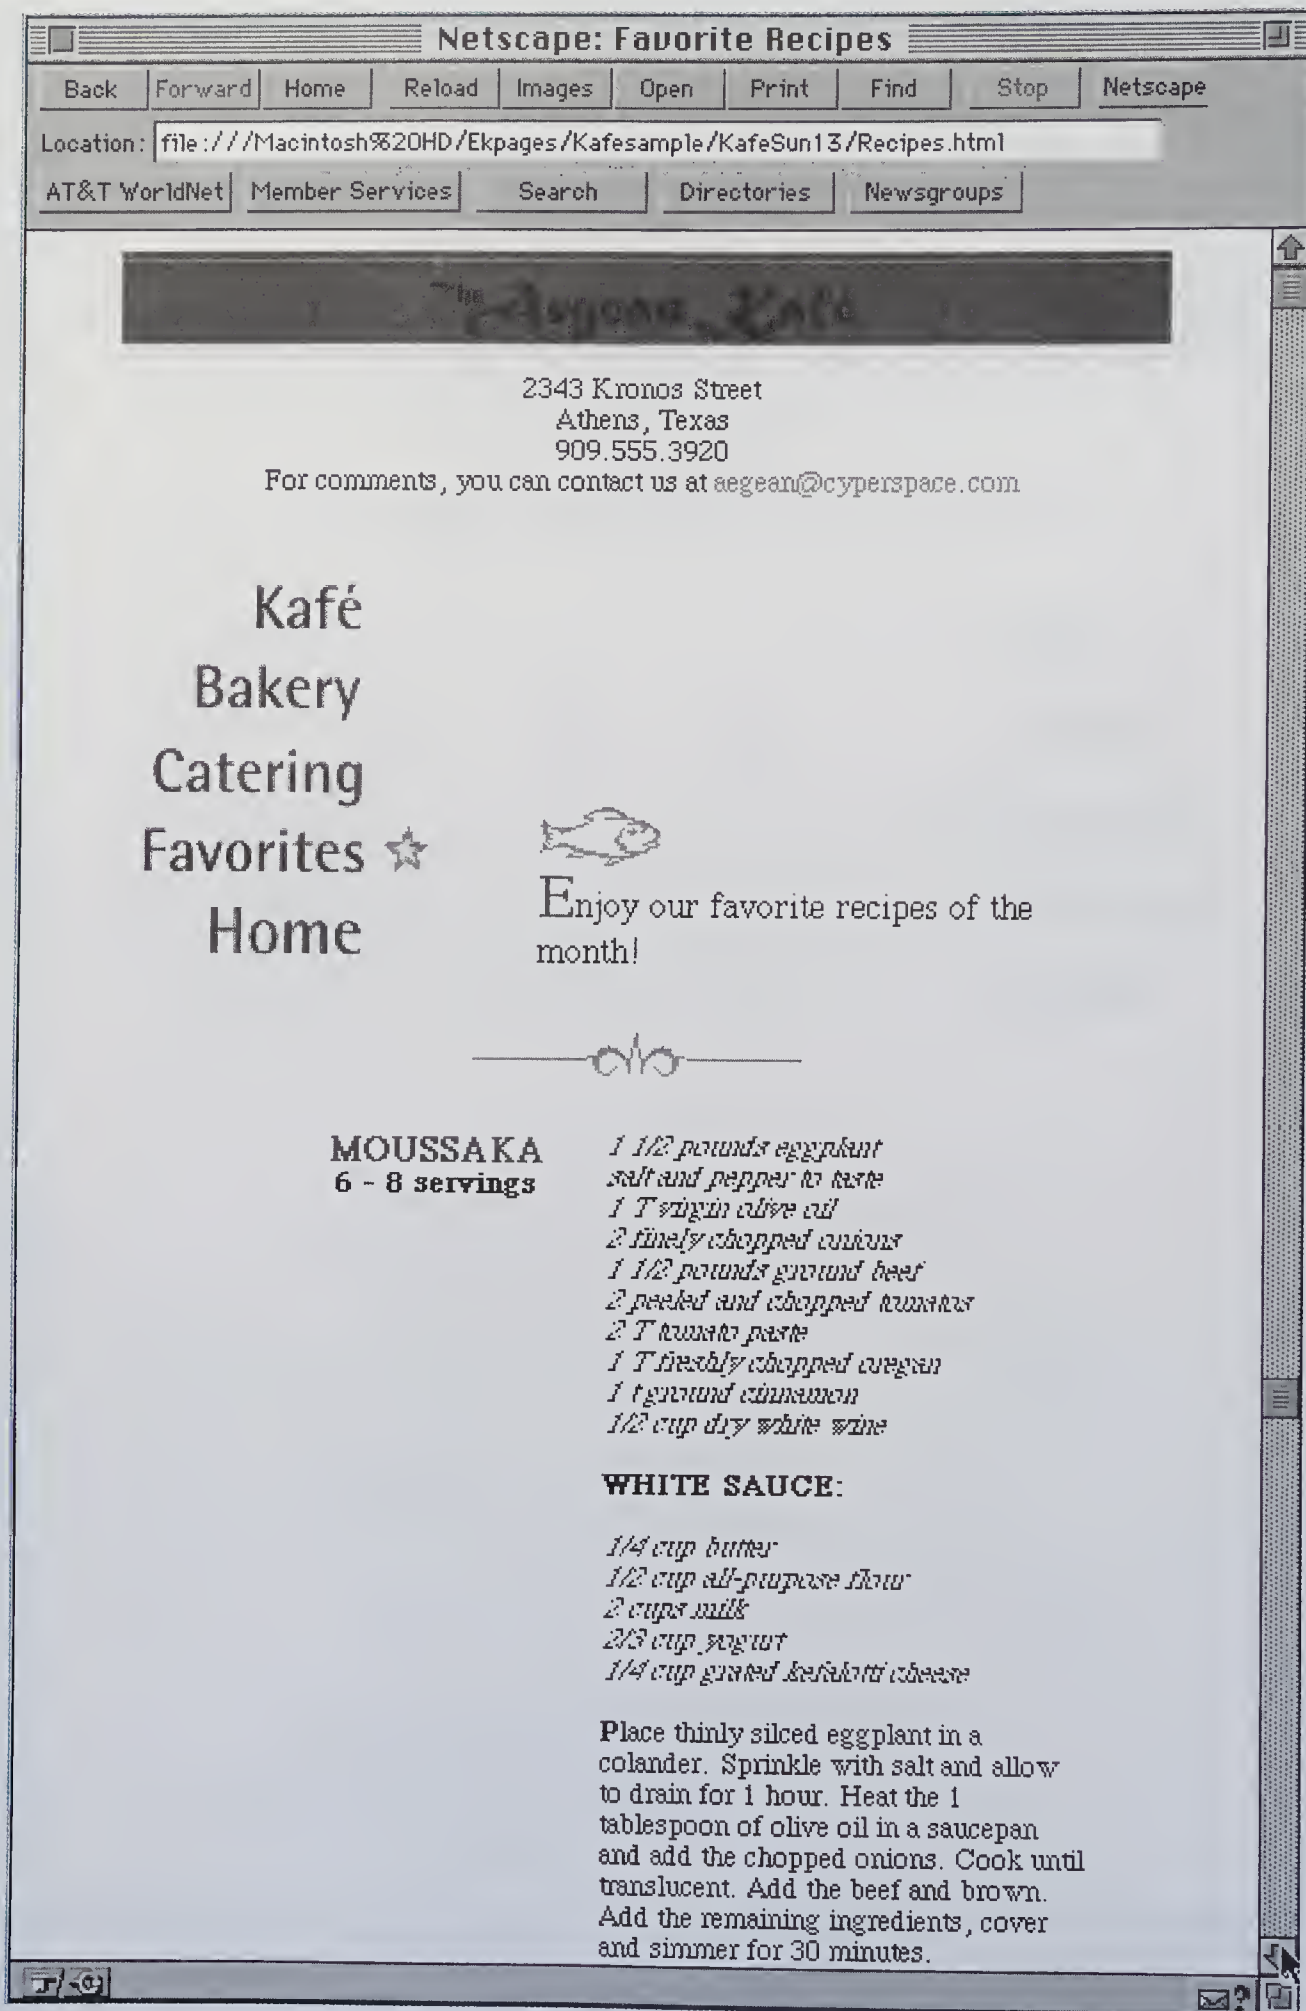 Netscape: Favorite Recipes
Back Forward Home Reload Images Open Print Find Stop Netscape
Location: file:///Macintosh%20HD/Ekpages/Kafesample/KafeSun13/Recipes.html
AT&T WorldNet Member Services Search Directories Newsgroups
The Aegean Kafé
2343 Kronos Street
Athens, Texas
909.555.3920
For comments, you can contact us at aegean@cyperspace.com
Kafé
Bakery
Catering
Favorites
Home
Enjoy our favorite recipes of the
month!
MOUSSAKA
6 - 8 servings
1 1/2 pounds eggplant
salt and pepper to taste
1 T virgin olive oil
2 finely chopped onions
1 1/2 pounds ground beef
2 peeled and chopped tomatos
2 T tomato paste
1 T freshly chopped oregan
1 t ground cinnamon
1/2 cup dry white wine
WHITE SAUCE:
1/4 cup butter
1/2 cup all-purpose flour
2 cups milk
2/3 cup yogurt
1/4 cup grated kefalotti cheese
Place thinly silced eggplant in a
colander. Sprinkle with salt and allow
to drain for 1 hour. Heat the 1
tablespoon of olive oil in a saucepan
and add the chopped onions. Cook until
translucent. Add the beef and brown.
Add the remaining ingredients, cover
and simmer for 30 minutes.